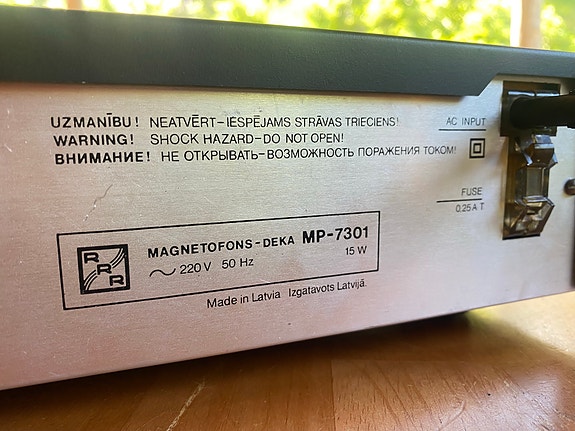 UZMANĪBU! NEATVĒRT–IESPĒJAMS STRĀVAS TRIECIENS!
WARNING! SHOCK HAZARD–DO NOT OPEN!
ВНИМАНИЕ! НЕ ОТКРЫВАТЬ–ВОЗМОЖНОСТЬ ПОРАЖЕНИЯ ТОКОМ!
AC INPUT
FUSE
0.25 A T
RRR
MAGNETOFONS-DEKA MP-7301
~ 220 V 50 Hz 15 W
Made in Latvia Izgatavots Latvijā.